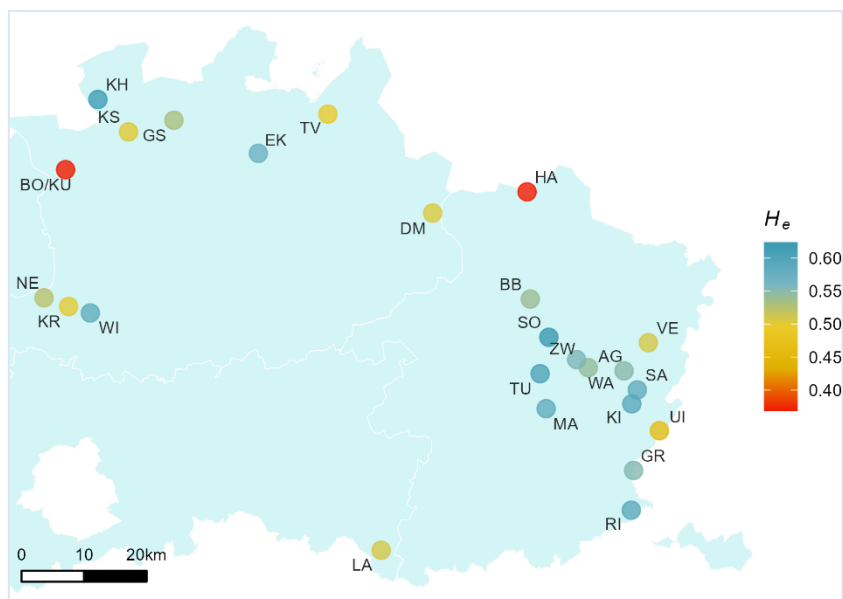 KH
KS
GS
TV
EK
BO/KU
HA
DM
H_e
0.60
0.55
0.50
0.45
0.40
NE
KR
WI
BB
SO
VE
ZW
AG
WA
SA
TU
KI
UI
MA
GR
RI
LA
0 10 20km